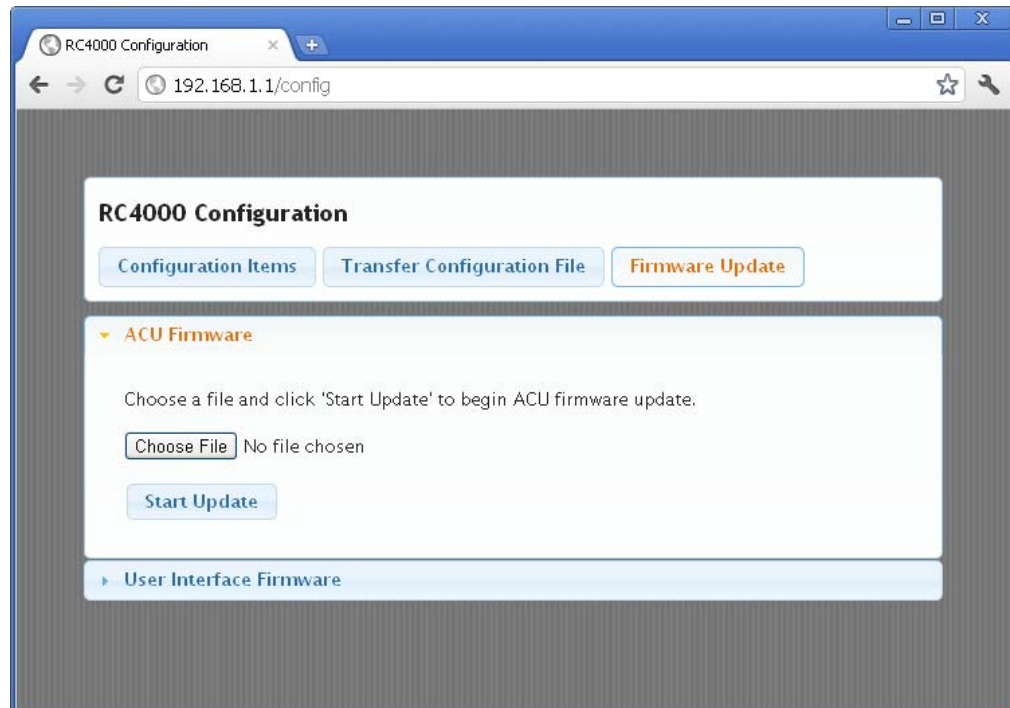 RC4000 Configuration
192.168.1.1/config
RC4000 Configuration
Configuration Items Transfer Configuration File Firmware Update
ACU Firmware
Choose a file and click 'Start Update' to begin ACU firmware update.
Choose File No file chosen
Start Update
User Interface Firmware